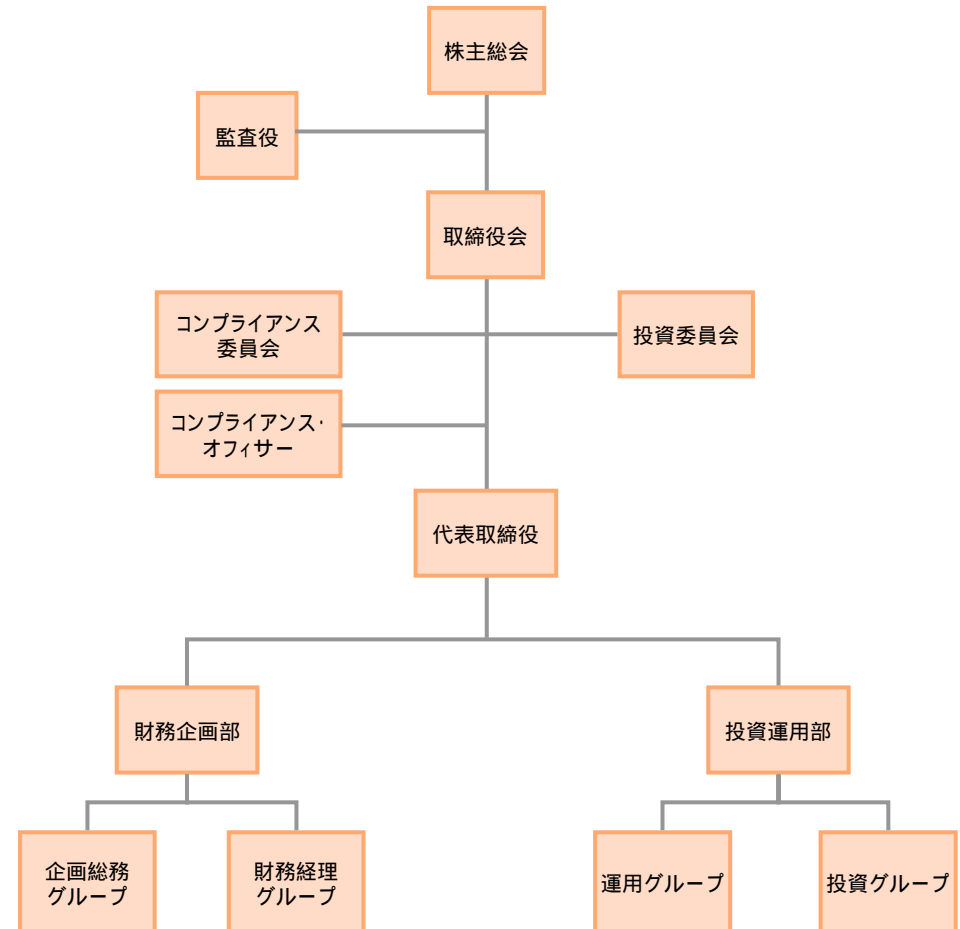 株主総会
監査役
取締役会
コンプライアンス
委員会
投資委員会
コンプライアンス・
オフィサー
代表取締役
財務企画部
投資運用部
企画総務
グループ
財務経理
グループ
運用グループ
投資グループ